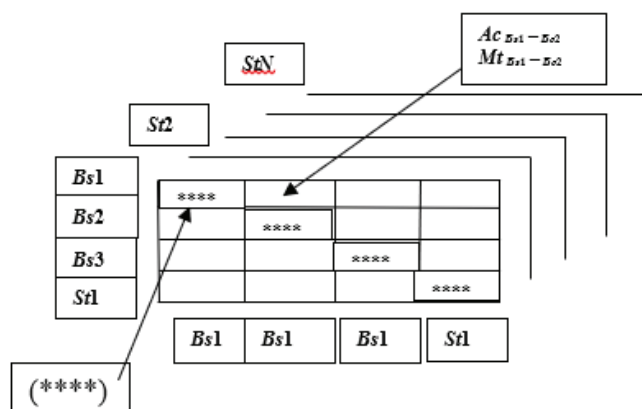 Ac Bs1 – Bs2
Mt Bs1 – Bs2
StN
St2
Bs1
Bs2
Bs3
St1
****
****
****
****
Bs1 Bs1 Bs1 St1
(****)